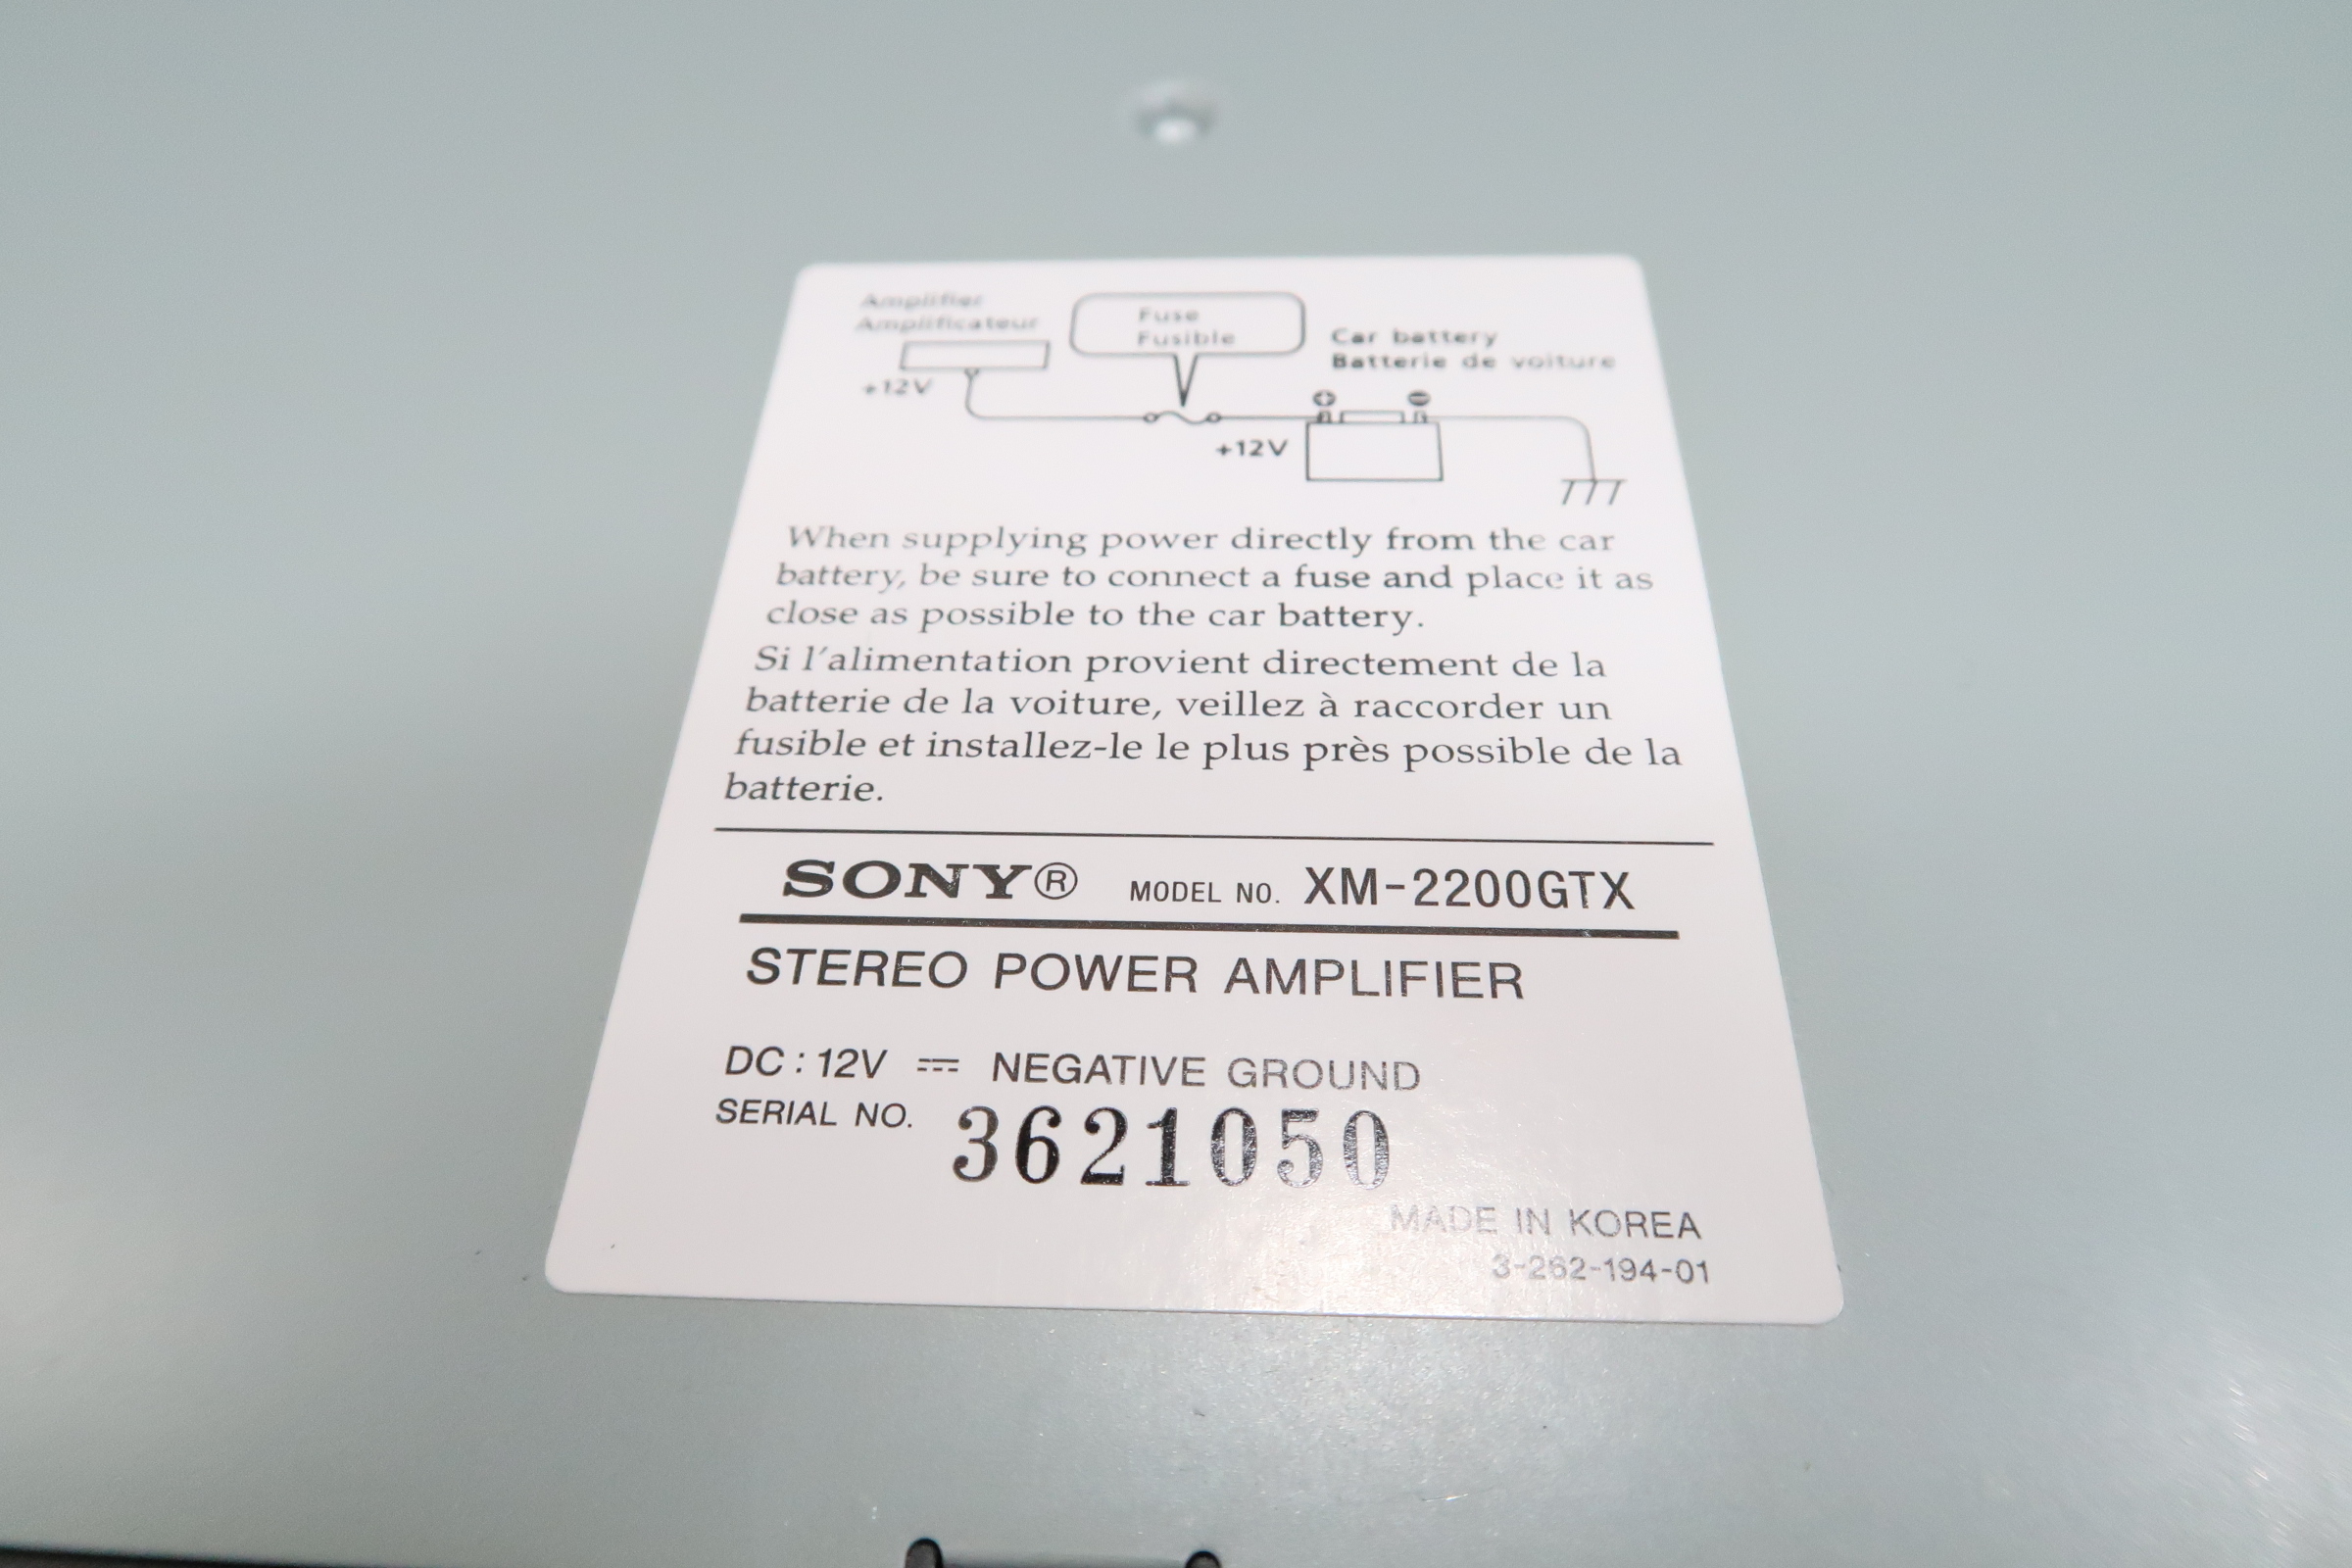 Amplifier
Amplificateur
Fuse
Fusible
Car battery
Batterie de voiture
+12V
+12V
When supplying power directly from the car
battery, be sure to connect a fuse and place it as
close as possible to the car battery.
Si l'alimentation provient directement de la
batterie de la voiture, veillez à raccorder un
fusible et installez-le le plus près possible de la
batterie.
SONY® MODEL NO. XM-2200GTX
STEREO POWER AMPLIFIER
DC : 12V ⎓ NEGATIVE GROUND
SERIAL NO. 3621050
MADE IN KOREA
3-262-194-01